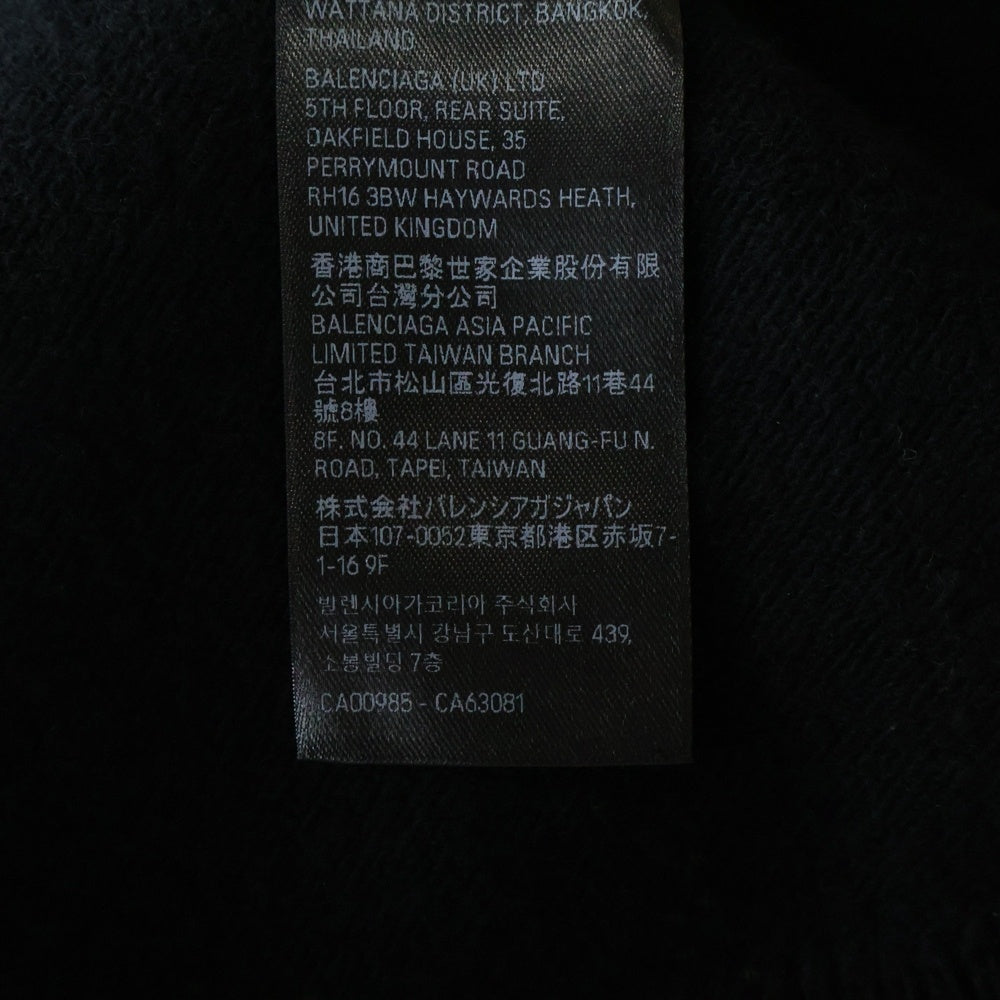 WATTANA DISTRICT, BANGKOK,
THAILAND
BALENCIAGA (UK) LTD
5TH FLOOR, REAR SUITE,
OAKFIELD HOUSE, 35
PERRYMOUNT ROAD
RH16 3BW HAYWARDS HEATH,
UNITED KINGDOM
香港商巴黎世家企業股份有限
公司台灣分公司
BALENCIAGA ASIA PACIFIC
LIMITED TAIWAN BRANCH
台北市松山區光復北路11巷44
號8樓
8F. NO. 44 LANE 11 GUANG-FU N.
ROAD, TAPEI, TAIWAN
株式会社バレンシアガジャパン
日本107-0052東京都港区赤坂7-
1-16 9F
발렌시아가코리아 주식회사
서울특별시 강남구 도산대로 439,
소봉빌딩 7층
CA00985 - CA63081